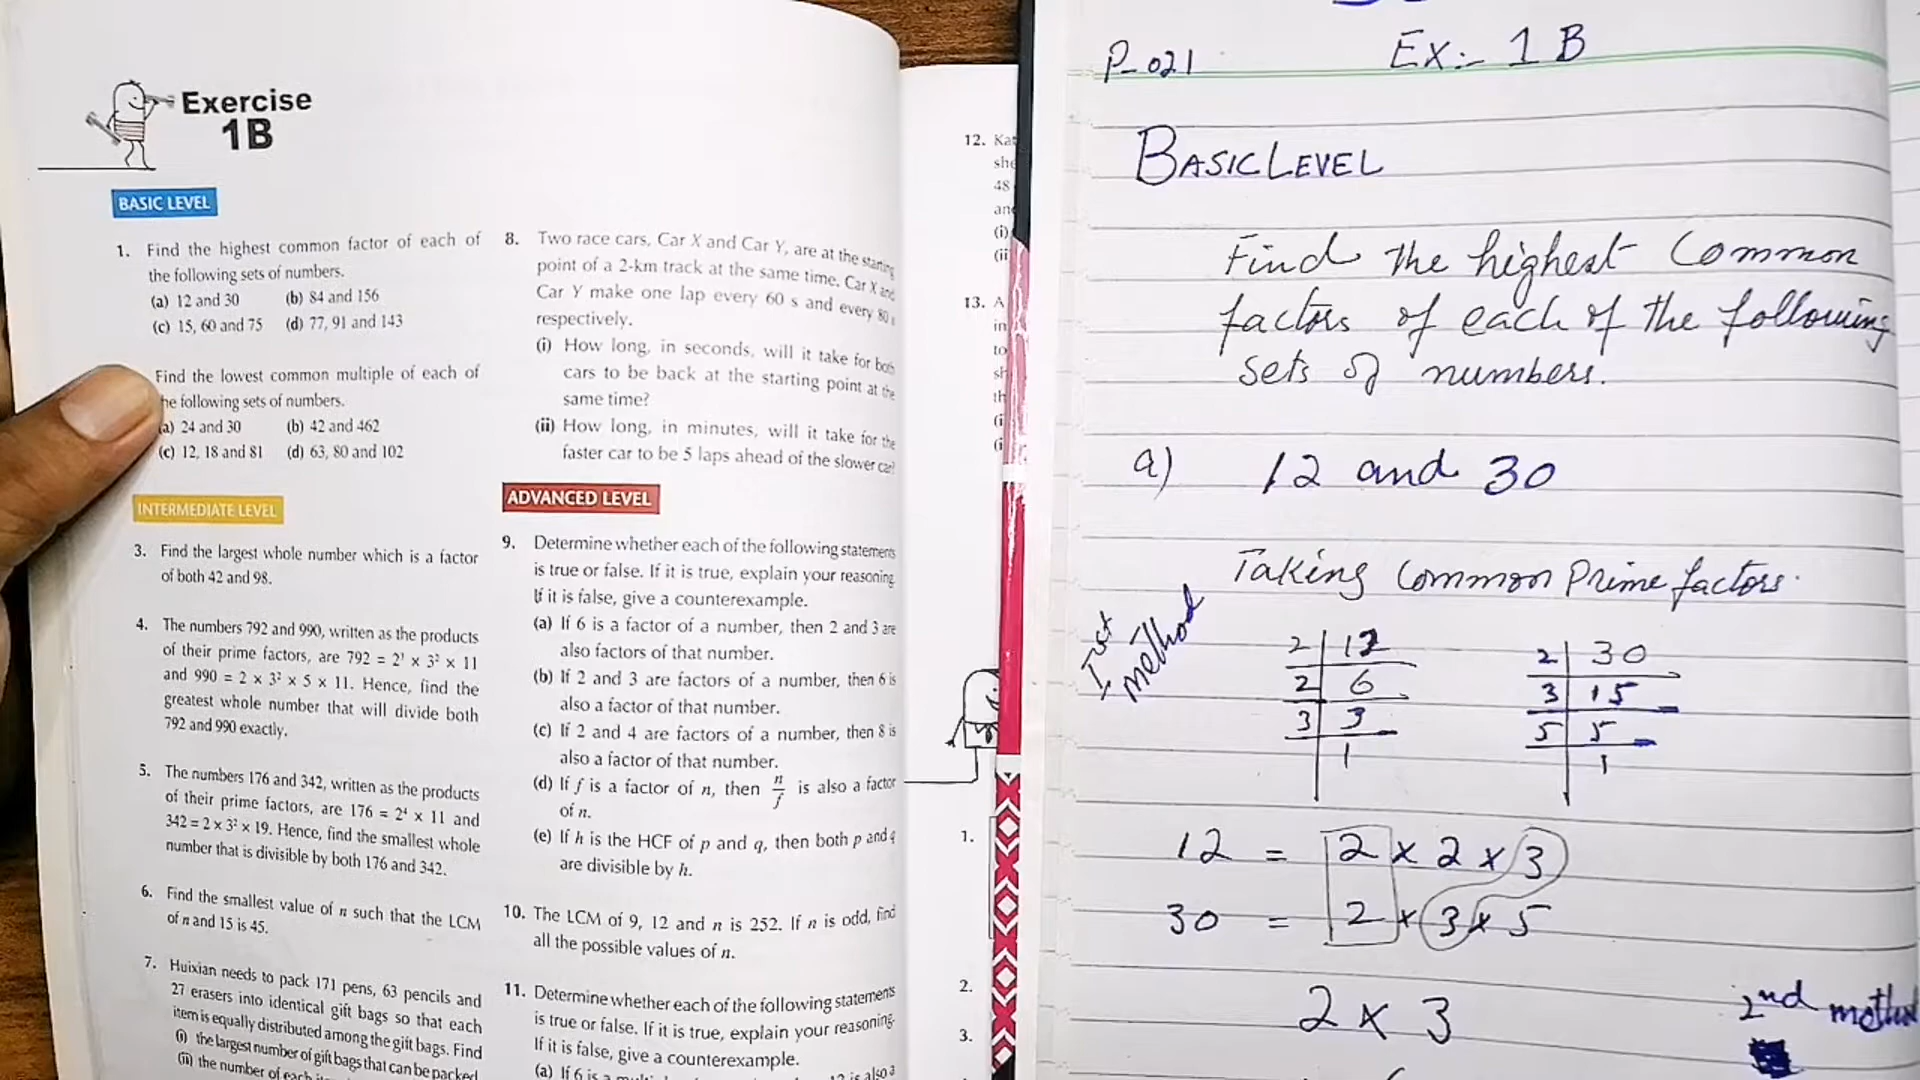 Exercise
1B
BASIC LEVEL
1. Find the highest common factor of each of
the following sets of numbers.
(a) 12 and 30 (b) 84 and 156
(c) 15, 60 and 75 (d) 77, 91 and 143
Find the lowest common multiple of each of
he following sets of numbers.
(a) 24 and 30 (b) 42 and 462
(c) 12, 18 and 81 (d) 63, 80 and 102
INTERMEDIATE LEVEL
3. Find the largest whole number which is a factor
of both 42 and 98.
4. The numbers 792 and 990, written as the products
of their prime factors, are 792 = 2³ × 3² × 11
and 990 = 2 × 3² × 5 × 11. Hence, find the
greatest whole number that will divide both
792 and 990 exactly.
5. The numbers 176 and 342, written as the products
of their prime factors, are 176 = 2⁴ × 11 and
342 = 2 × 3² × 19. Hence, find the smallest whole
number that is divisible by both 176 and 342.
6. Find the smallest value of n such that the LCM
of n and 15 is 45.
7. Huixian needs to pack 171 pens, 63 pencils and
27 erasers into identical gift bags so that each
item is equally distributed among the gift bags. Find
(i) the largest number of gift bags that can be packed,
(ii) the number of each
8. Two race cars, Car X and Car Y, are at the starting
point of a 2-km track at the same time. Car X and
Car Y make one lap every 60 s and every 80 s
respectively.
(i) How long, in seconds, will it take for both
cars to be back at the starting point at the
same time?
(ii) How long, in minutes, will it take for the
faster car to be 5 laps ahead of the slower car?
ADVANCED LEVEL
9. Determine whether each of the following statements
is true or false. If it is true, explain your reasoning.
If it is false, give a counterexample.
(a) If 6 is a factor of a number, then 2 and 3 are
also factors of that number.
(b) If 2 and 3 are factors of a number, then 6 is
also a factor of that number.
(c) If 2 and 4 are factors of a number, then 8 is
also a factor of that number.
(d) If f is a factor of n, then n/f is also a factor
of n.
(e) If h is the HCF of p and q, then both p and q
are divisible by h.
10. The LCM of 9, 12 and n is 252. If n is odd, find
all the possible values of n.
11. Determine whether each of the following statements
is true or false. If it is true, explain your reasoning.
If it is false, give a counterexample.
(a) If 6 is a
12.
48
(i)
13. A
in
to
1.
2.
3.
P-021 Ex:- 1B
BASIC LEVEL
Find the highest Common
factors of each of the following
sets of numbers.
a) 12 and 30
Taking Common Prime factors.
1st method
2 | 12 2 | 30
2 | 6 3 | 15
3 | 3 5 | 5
| 1 | 1
12 = 2 × 2 × 3
30 = 2 × 3 × 5
2 × 3
2nd method